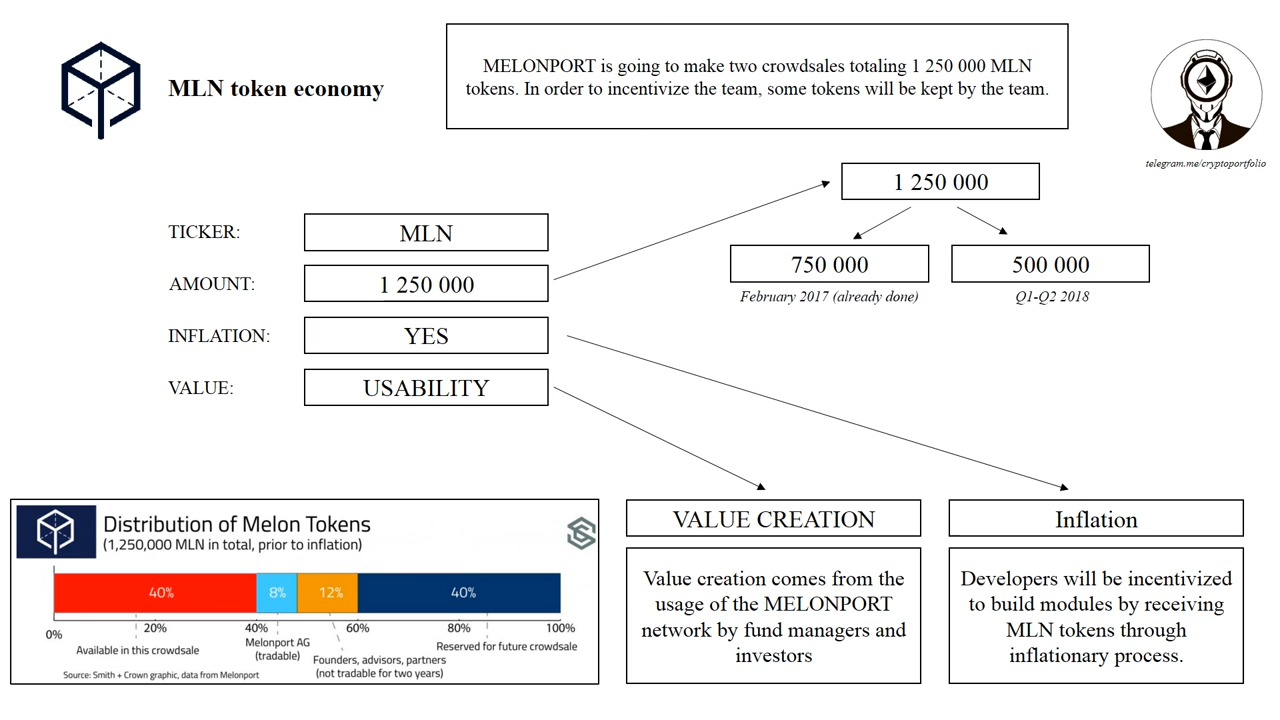 MLN token economy
MELONPORT is going to make two crowdsales totaling 1 250 000 MLN
tokens. In order to incentivize the team, some tokens will be kept by the team.
telegram.me/cryptoportfolio
TICKER:
MLN
AMOUNT:
1 250 000
INFLATION:
YES
VALUE:
USABILITY
1 250 000
750 000
500 000
February 2017 (already done)
Q1-Q2 2018
Distribution of Melon Tokens
(1,250,000 MLN in total, prior to inflation)
40%
8%
12%
40%
0%
20%
40%
60%
80%
100%
Available in this crowdsale
Melonport AG
(tradable)
Founders, advisors, partners
(not tradable for two years)
Reserved for future crowdsale
Source: Smith + Crown graphic, data from Melonport
VALUE CREATION
Value creation comes from the
usage of the MELONPORT
network by fund managers and
investors
Inflation
Developers will be incentivized
to build modules by receiving
MLN tokens through
inflationary process.